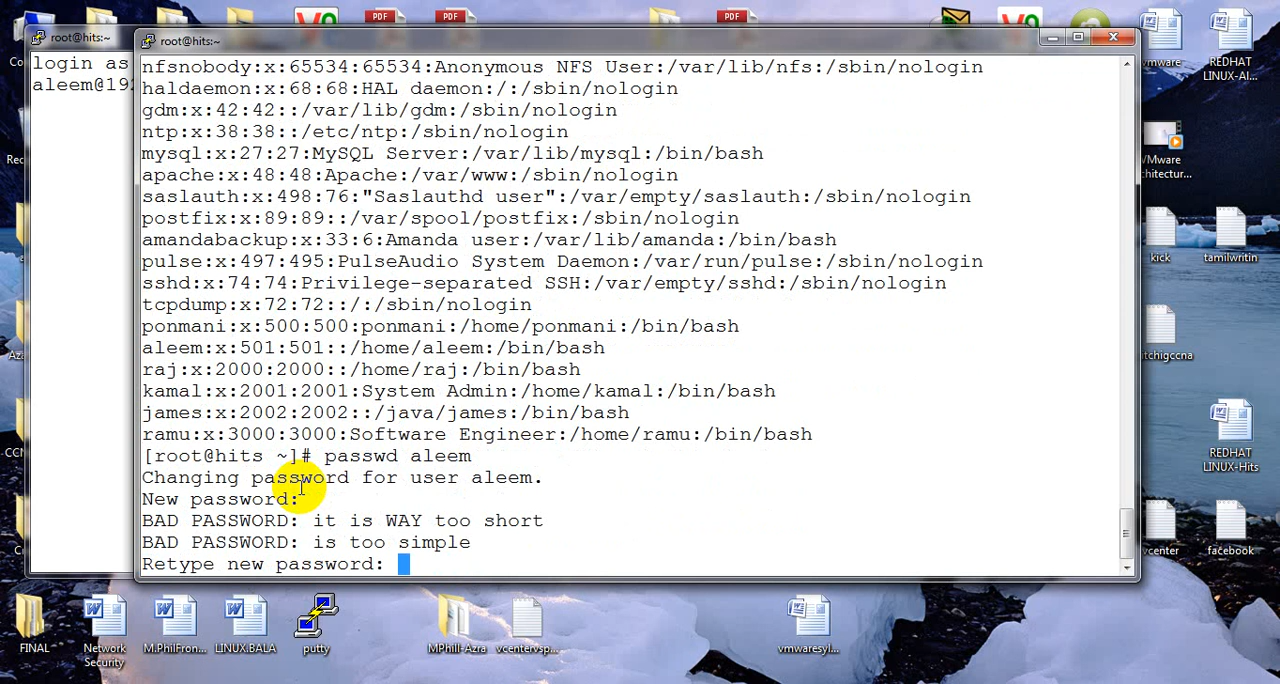 PDF
PDF
PDF
root@hits:~
root@hits:~
login as
aleem@192
nfsnobody:x:65534:65534:Anonymous NFS User:/var/lib/nfs:/sbin/nologin
haldaemon:x:68:68:HAL daemon:/:/sbin/nologin
gdm:x:42:42::/var/lib/gdm:/sbin/nologin
ntp:x:38:38::/etc/ntp:/sbin/nologin
mysql:x:27:27:MySQL Server:/var/lib/mysql:/bin/bash
apache:x:48:48:Apache:/var/www:/sbin/nologin
saslauth:x:498:76:"Saslauthd user":/var/empty/saslauth:/sbin/nologin
postfix:x:89:89::/var/spool/postfix:/sbin/nologin
amandabackup:x:33:6:Amanda user:/var/lib/amanda:/bin/bash
pulse:x:497:495:PulseAudio System Daemon:/var/run/pulse:/sbin/nologin
sshd:x:74:74:Privilege-separated SSH:/var/empty/sshd:/sbin/nologin
tcpdump:x:72:72::/:/sbin/nologin
ponmani:x:500:500:ponmani:/home/ponmani:/bin/bash
aleem:x:501:501::/home/aleem:/bin/bash
raj:x:2000:2000::/home/raj:/bin/bash
kamal:x:2001:2001:System Admin:/home/kamal:/bin/bash
james:x:2002:2002::/java/james:/bin/bash
ramu:x:3000:3000:Software Engineer:/home/ramu:/bin/bash
[root@hits ~]# passwd aleem
Changing password for user aleem.
New password:
BAD PASSWORD: it is WAY too short
BAD PASSWORD: is too simple
Retype new password:
vmware
REDHAT
LINUX-Al...
VMware
Architectur...
kick
tamilwritin
itchigccna
REDHAT
LINUX-Hits
vcenter
facebook
FINAL
Network
Security
M.PhilFron...
LINUX.BALA
putty
MPhill-Azra
vcentervsp...
vmwaresyl...